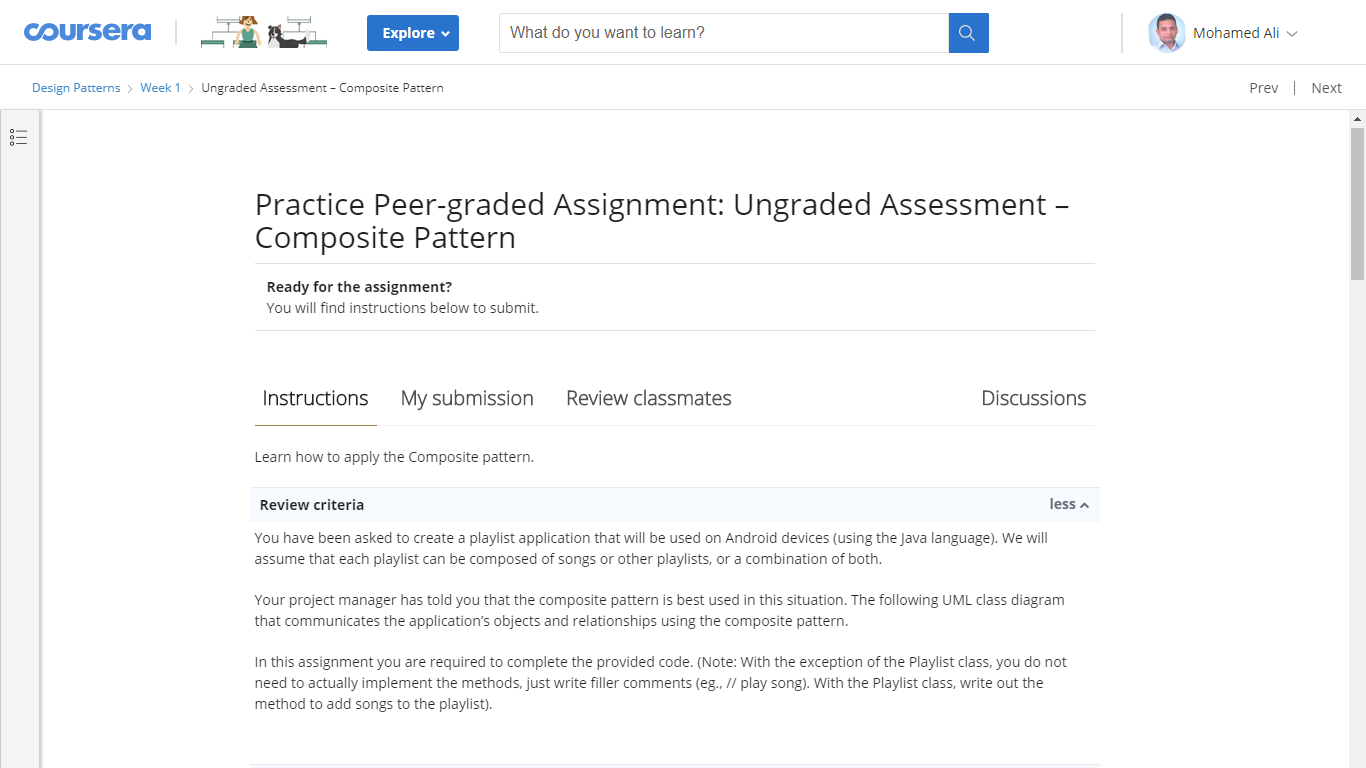 coursera
Explore
What do you want to learn?
Mohamed Ali
Design Patterns
Week 1
Ungraded Assessment – Composite Pattern
Prev | Next
Practice Peer-graded Assignment: Ungraded Assessment –
Composite Pattern
Ready for the assignment?
You will find instructions below to submit.
Instructions
My submission
Review classmates
Discussions
Learn how to apply the Composite pattern.
Review criteria
less
You have been asked to create a playlist application that will be used on Android devices (using the Java language). We will
assume that each playlist can be composed of songs or other playlists, or a combination of both.
Your project manager has told you that the composite pattern is best used in this situation. The following UML class diagram
that communicates the application’s objects and relationships using the composite pattern.
In this assignment you are required to complete the provided code. (Note: With the exception of the Playlist class, you do not
need to actually implement the methods, just write filler comments (eg., // play song). With the Playlist class, write out the
method to add songs to the playlist).